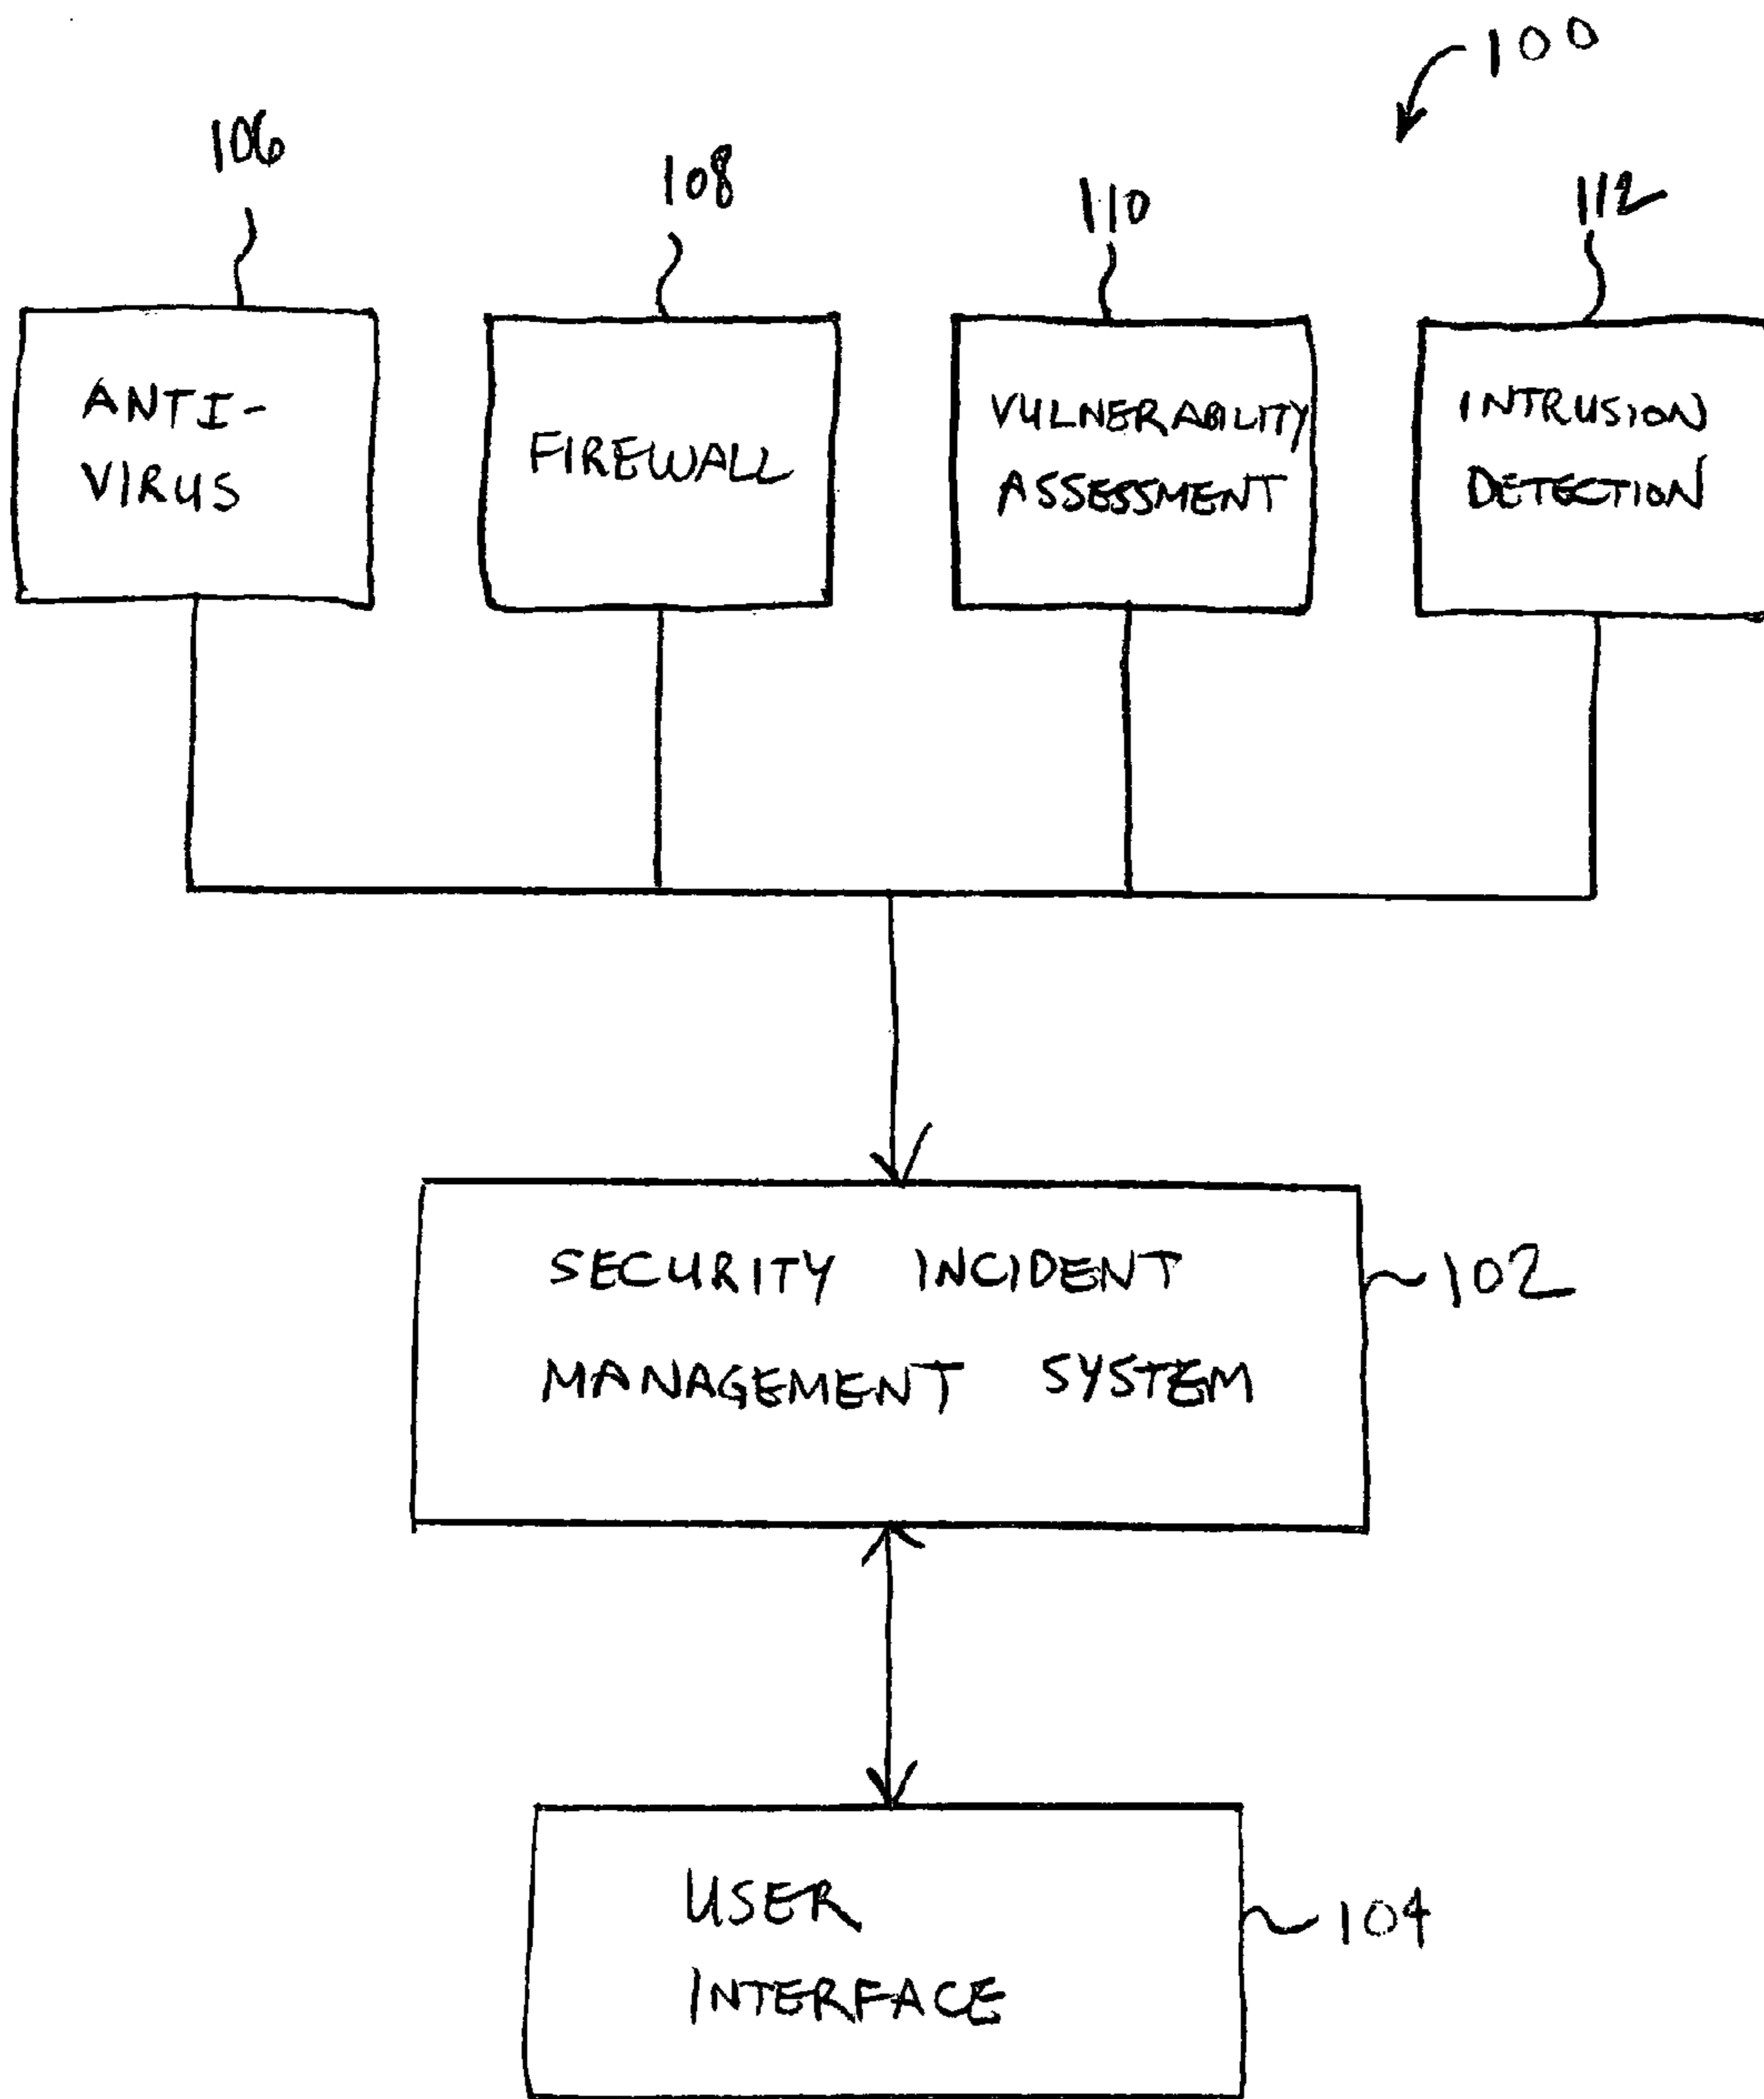 100
106
108
110
112
ANTI-
VIRUS
FIREWALL
VULNERABILITY
ASSESSMENT
INTRUSION
DETECTION
SECURITY INCIDENT
MANAGEMENT SYSTEM
102
USER
INTERFACE
104